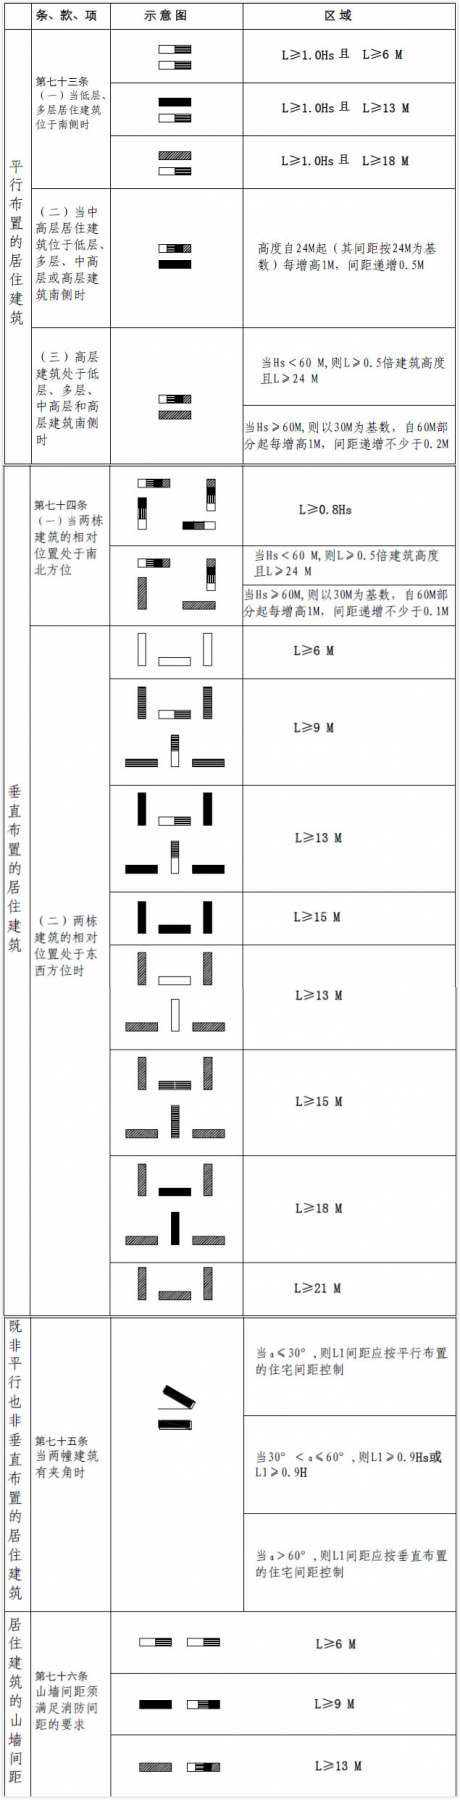 条、款、项 示意图 区域
平行布置的居住建筑
第七十三条
(一)当低层、
多层居住建筑
位于南侧时
L≥1.0Hs 且 L≥6 M
L≥1.0Hs 且 L≥13 M
L≥1.0Hs 且 L≥18 M
(二)当中
高层居住建
筑位于低层、
多层、中高
层或高层建
筑南侧时
高度自24M起(其间距按24M为基
数)每增高1M，间距递增0.5M
(三)高层
建筑处于低
层、多层、
中高层和高
层建筑南侧
时
当Hs＜60 M,则L≥0.5倍建筑高度
且L≥24 M
当Hs≥60M,则以30M为基数，自60M部
分起每增高1M，间距递增不少于0.2M
垂直布置的居住建筑
第七十四条
(一)当两栋
建筑的相对
位置处于南
北方位
L≥0.8Hs
当Hs＜60 M,则L≥0.5倍建筑高度
且L≥24 M
当Hs≥60M,则以30M为基数，自60M部
分起每增高1M，间距递增不少于0.1M
(二)两栋
建筑的相对
位置处于东
西方位时
L≥6 M
L≥9 M
L≥13 M
L≥15 M
L≥13 M
L≥15 M
L≥18 M
L≥21 M
既非平行也非垂直布置的居住建筑
第七十五条
当两幢建筑
有夹角时
当α≤30°,则L1间距应按平行布置
的住宅间距控制
当30°＜α≤60°,则L1≥0.9Hs或
L1≥0.9H
当α>60°,则L1间距应按垂直布置
的住宅间距控制
居住建筑的山墙间距
第七十六条
山墙间距须
满足消防间
距的要求
L≥6 M
L≥9 M
L≥13 M